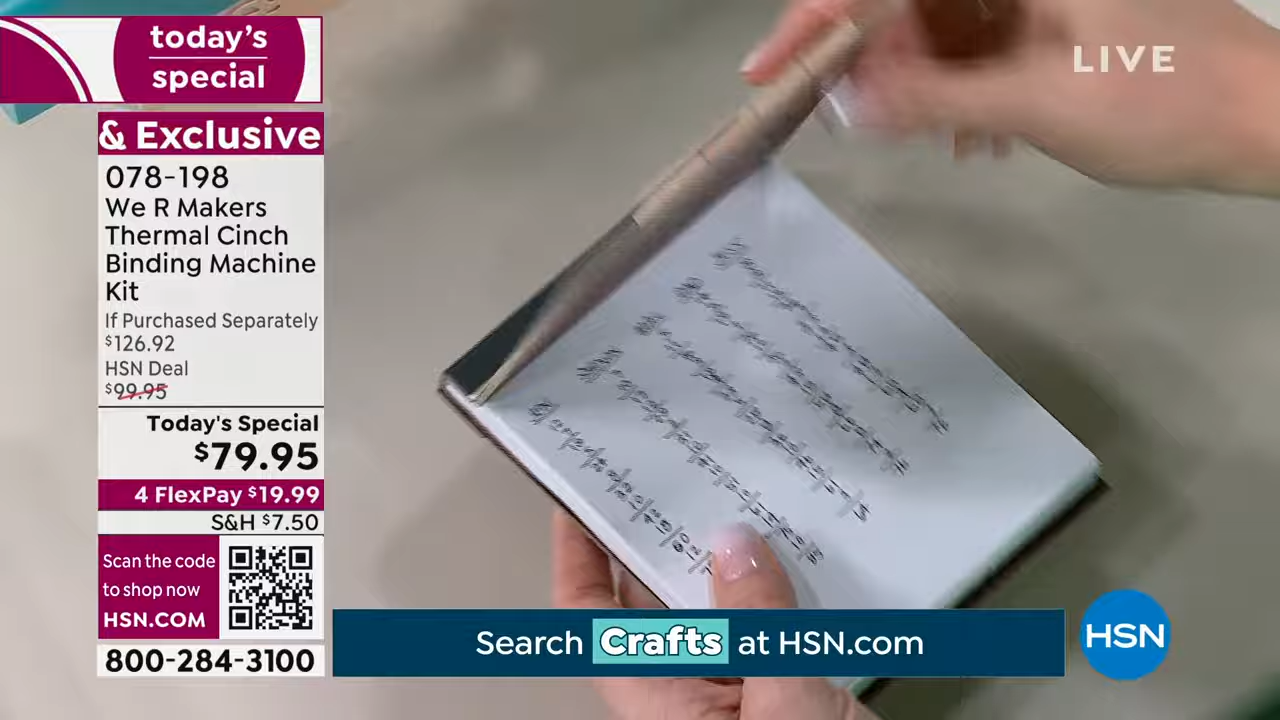 today's
special
& Exclusive
078-198
We R Makers
Thermal Cinch
Binding Machine
Kit
If Purchased Separately
$126.92
HSN Deal
$99.95
Today's Special
$79.95
4 FlexPay $19.99
S&H $7.50
Scan the code
to shop now
HSN.COM
800-284-3100
LIVE
Search Crafts at HSN.com
HSN